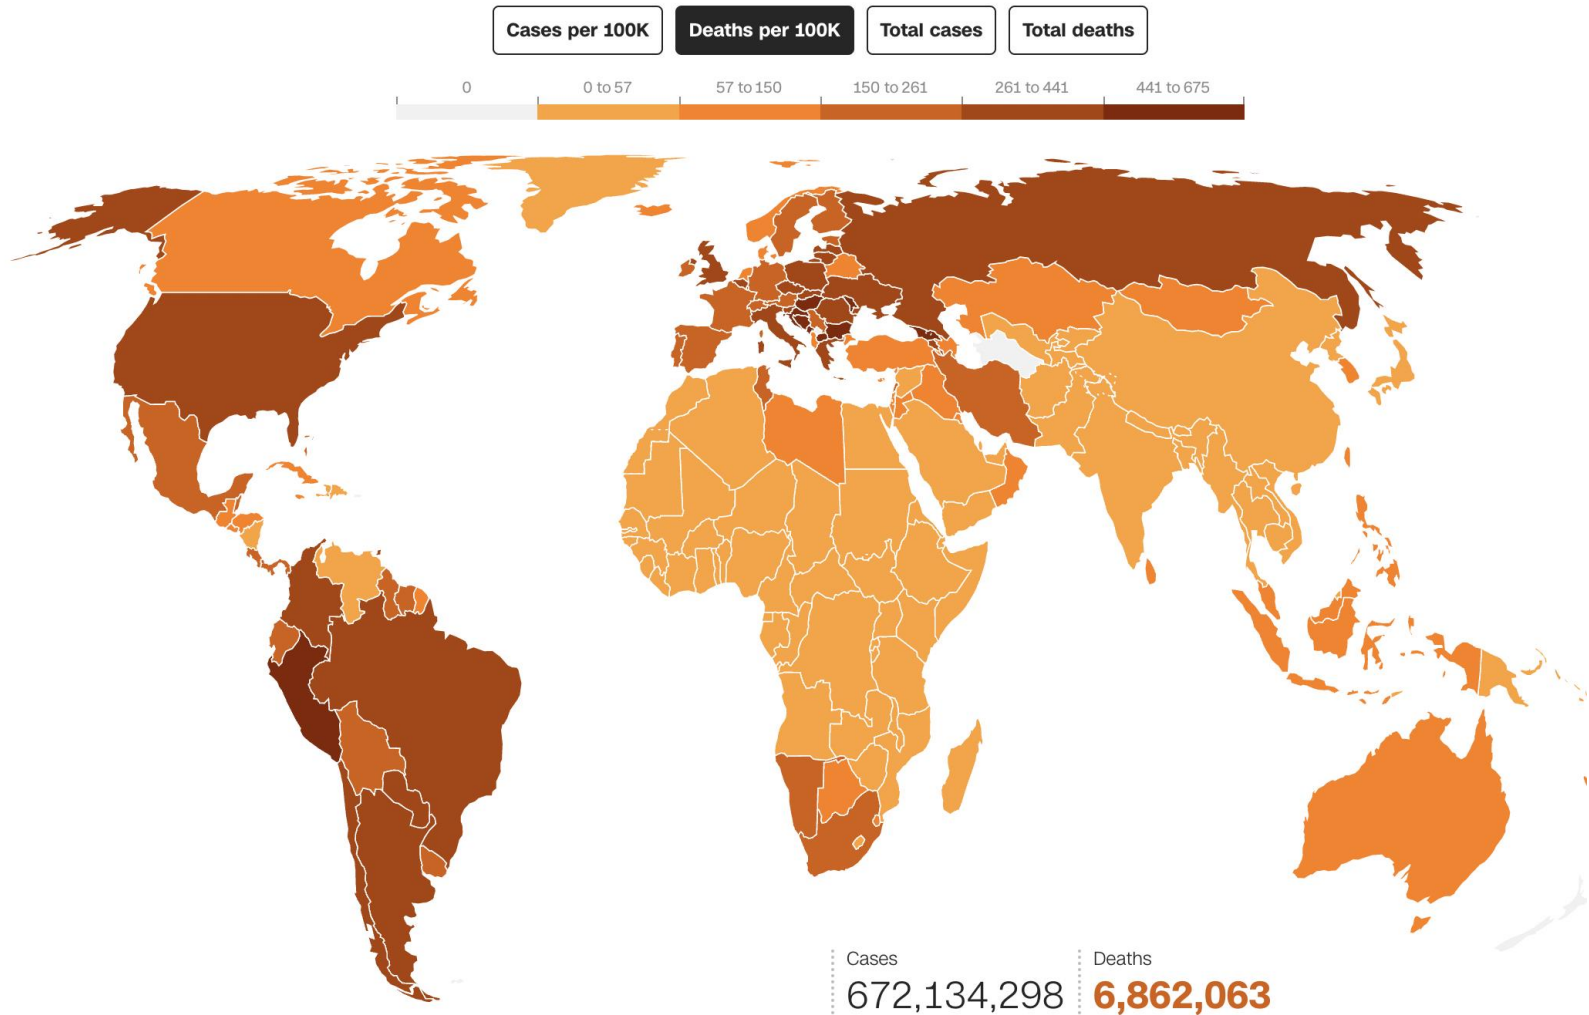 Cases per 100K Deaths per 100K Total cases Total deaths
0 0 to 57 57 to 150 150 to 261 261 to 441 441 to 675
Cases Deaths
672,134,298 6,862,063